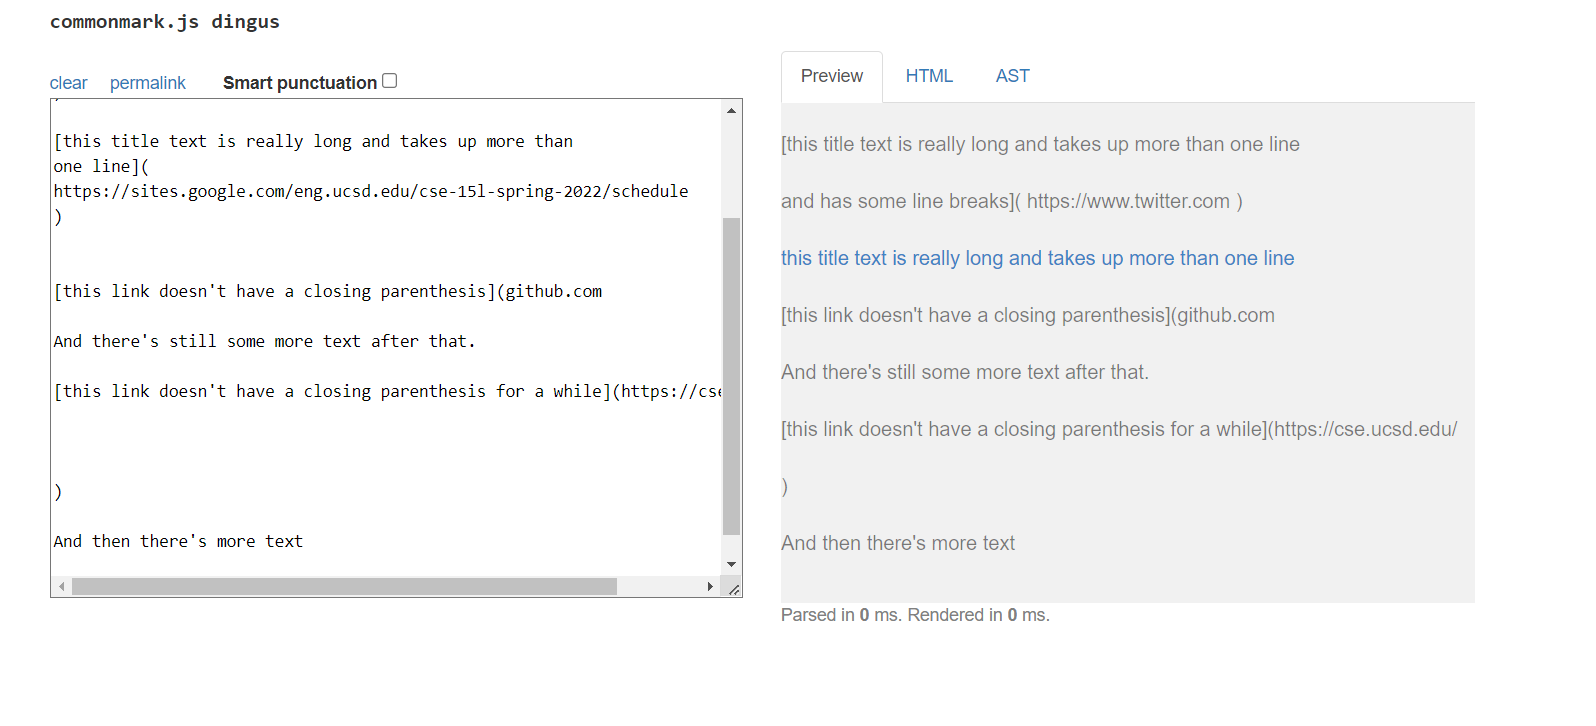 commonmark.js dingus
clear permalink Smart punctuation
[this title text is really long and takes up more than
one line](
https://sites.google.com/eng.ucsd.edu/cse-15l-spring-2022/schedule
)
[this link doesn't have a closing parenthesis](github.com
And there's still some more text after that.
[this link doesn't have a closing parenthesis for a while](https://cse
)
And then there's more text
Preview HTML AST
[this title text is really long and takes up more than one line
and has some line breaks]( https://www.twitter.com )
this title text is really long and takes up more than one line
[this link doesn't have a closing parenthesis](github.com
And there's still some more text after that.
[this link doesn't have a closing parenthesis for a while](https://cse.ucsd.edu/
)
And then there's more text
Parsed in 0 ms. Rendered in 0 ms.